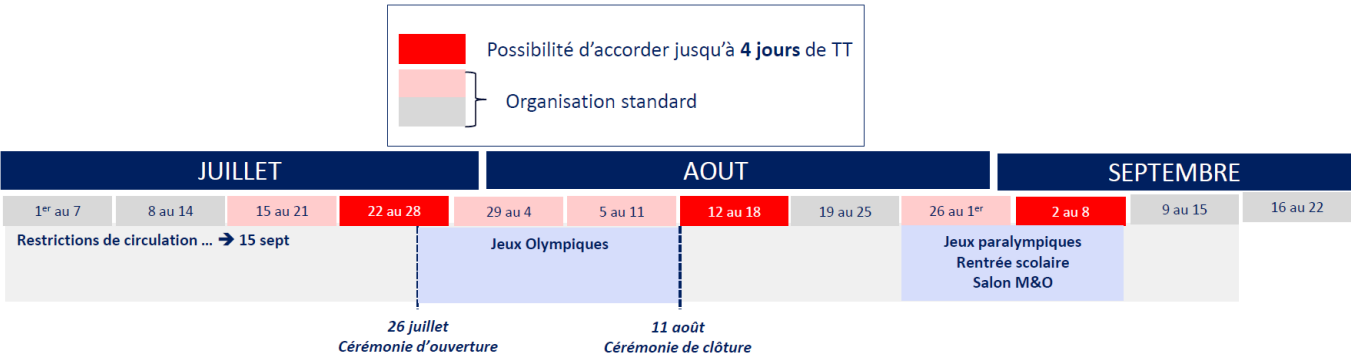 Possibilité d’accorder jusqu’à 4 jours de TT
Organisation standard
JUILLET
AOUT
SEPTEMBRE
1er au 7
8 au 14
15 au 21
22 au 28
29 au 4
5 au 11
12 au 18
19 au 25
26 au 1er
2 au 8
9 au 15
16 au 22
Restrictions de circulation ... ➔ 15 sept
Jeux Olympiques
Jeux paralympiques
Rentrée scolaire
Salon M&O
26 juillet
Cérémonie d’ouverture
11 août
Cérémonie de clôture